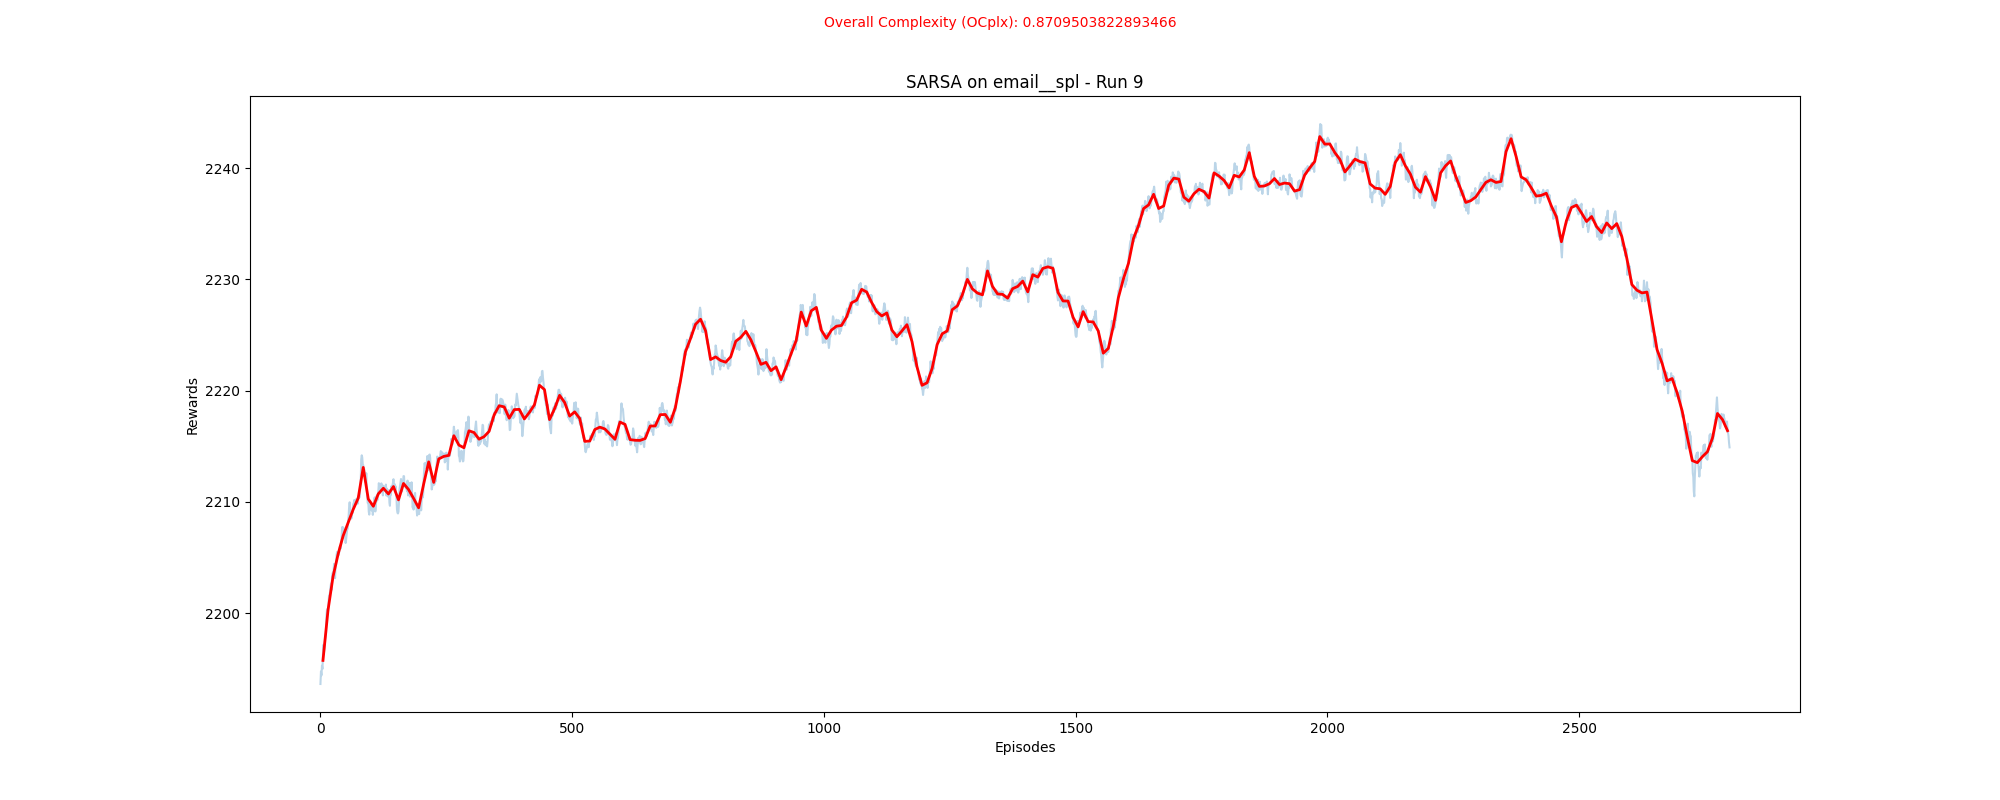 Overall Complexity (OCplx): 0.8709503822893466
SARSA on email__spl - Run 9
Rewards
2240
2230
2220
2210
2200
0 500 1000 1500 2000 2500
Episodes